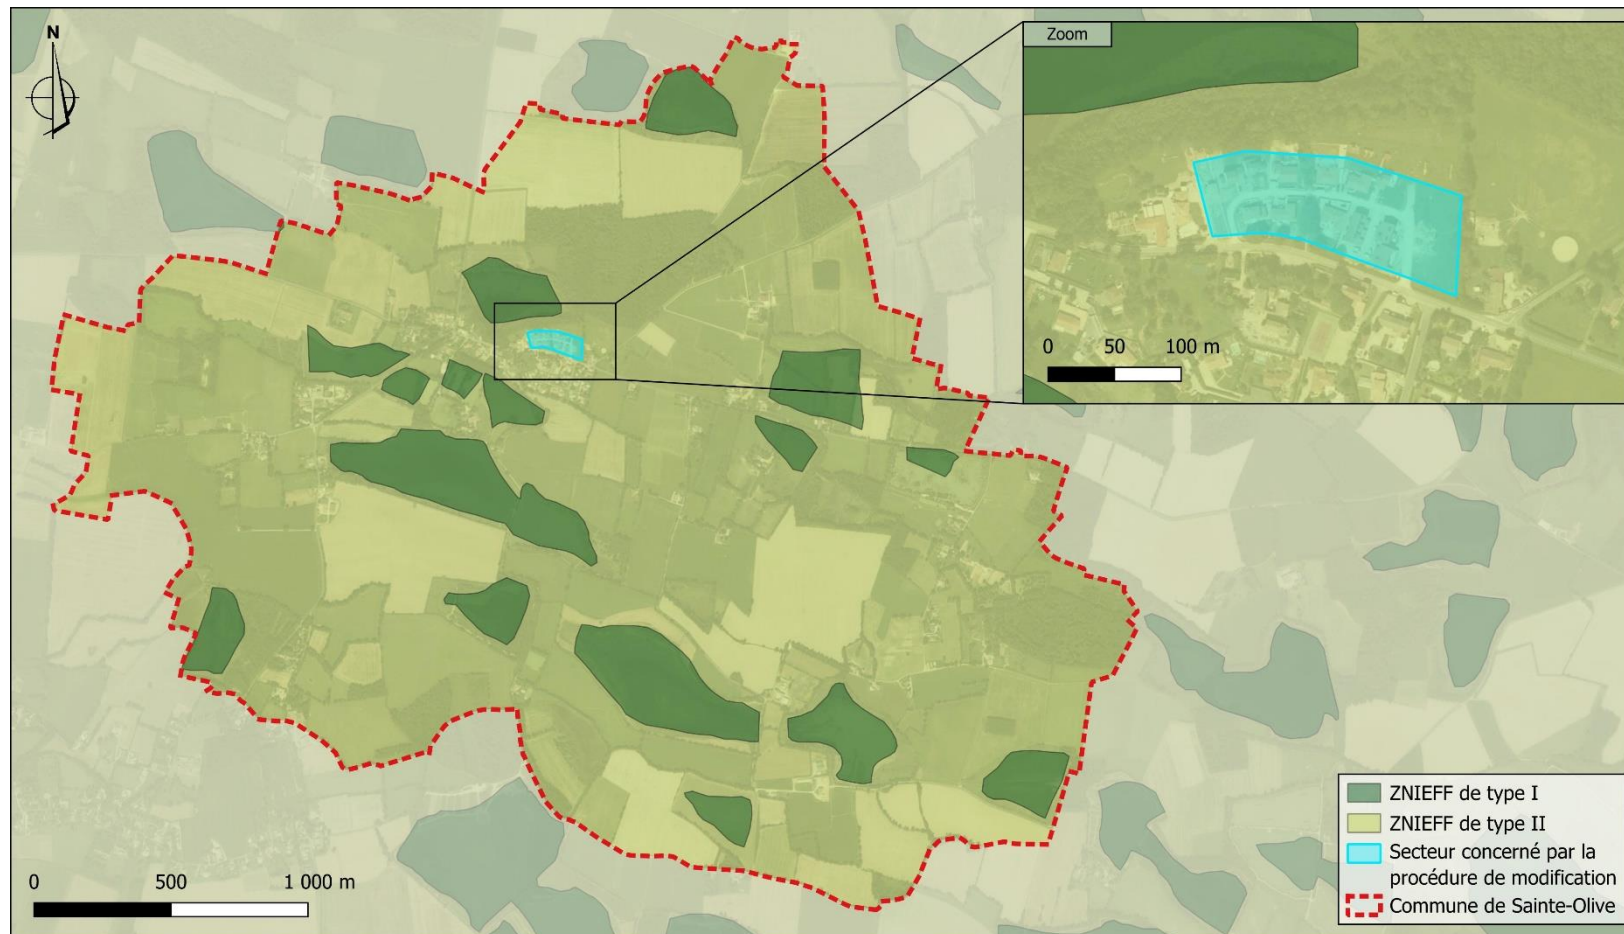 N
Zoom
0 50 100 m
0 500 1 000 m
ZNIEFF de type I
ZNIEFF de type II
Secteur concerné par la
procédure de modification
Commune de Sainte-Olive